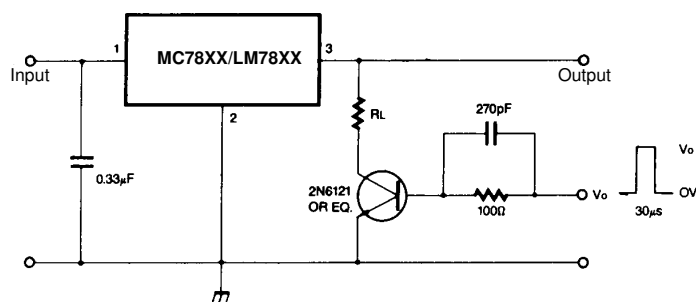 MC78XX/LM78XX
1
3
2
Input
Output
0.33μF
RL
270pF
2N6121
OR EQ.
100Ω
Vo
Vo
OV
30μs